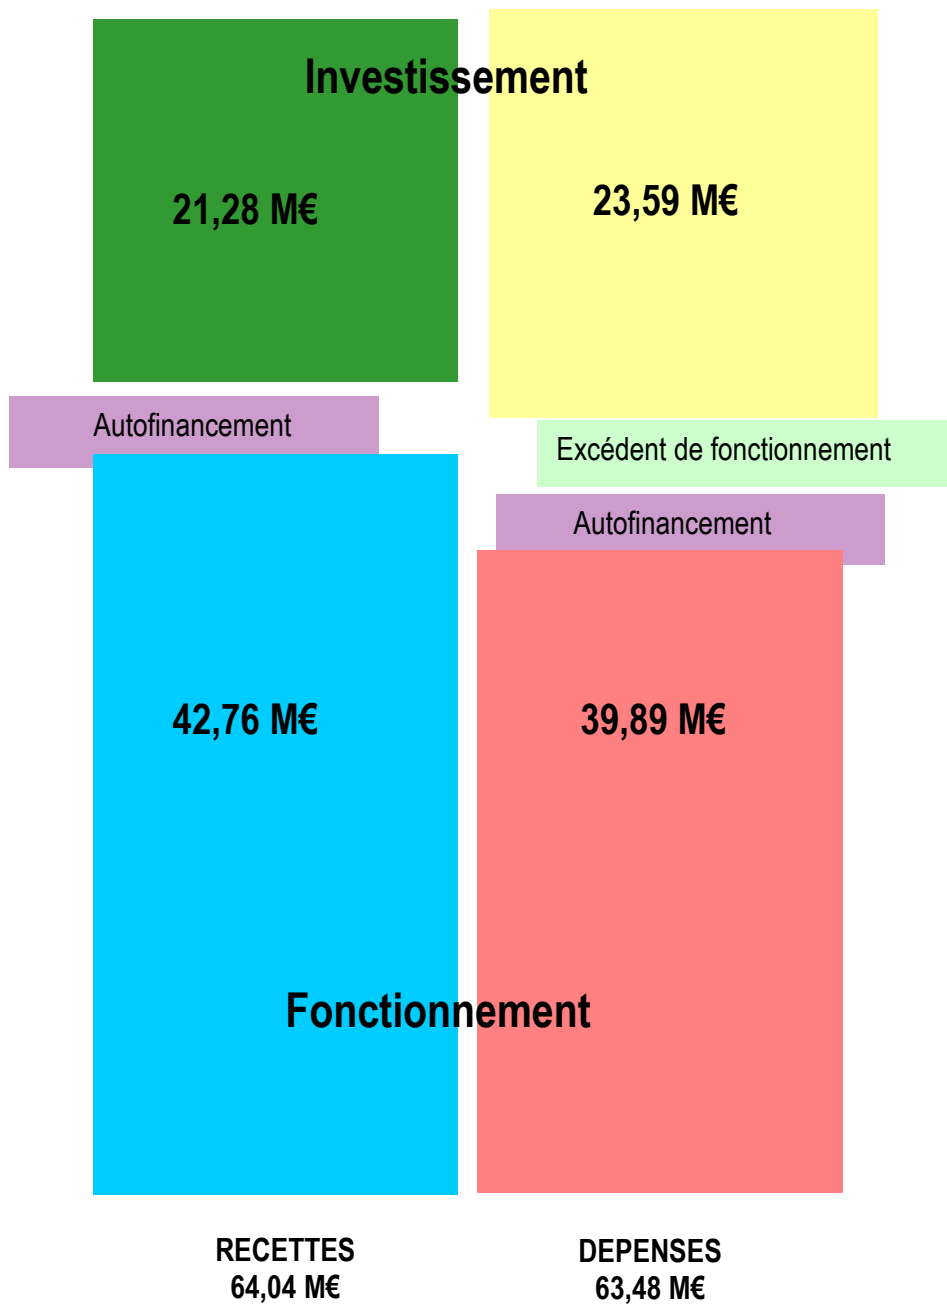 Investissement
21,28 M€
23,59 M€
Autofinancement
Excédent de fonctionnement
Autofinancement
42,76 M€
39,89 M€
Fonctionnement
RECETTES
64,04 M€
DEPENSES
63,48 M€